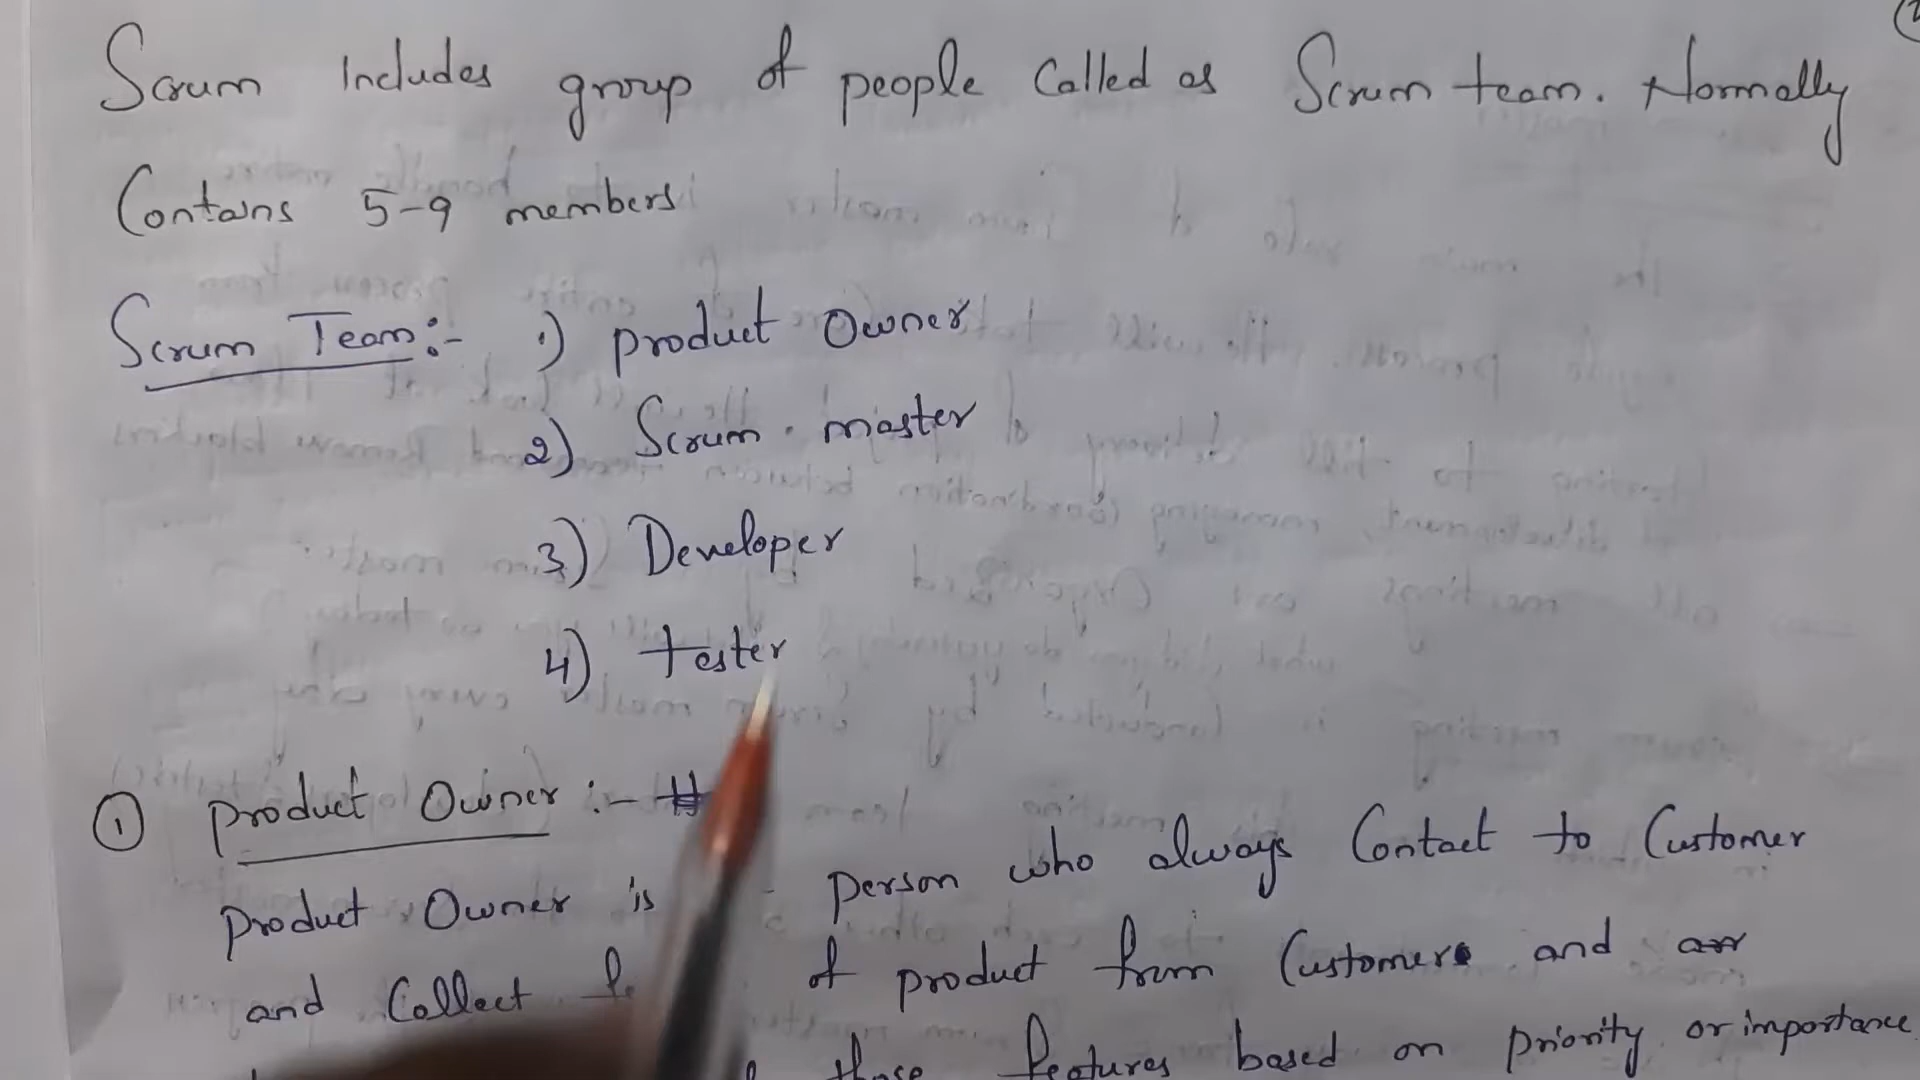 Scrum Includes group of people Called as Scrum team. Normally
Contains 5-9 members
Scrum Team:- 1) product Owner
2) Scrum master
3) Developer
4) tester
① product Owner :-
product Owner is person who always Contact to Customer
and Collect of product from Customers and
those features based on priority or importance